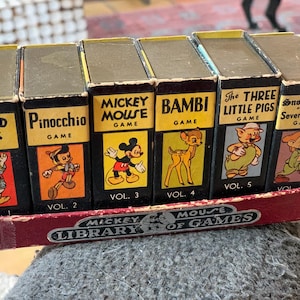 Pinocchio
GAME
VOL. 2
MICKEY
MOUSE
GAME
VOL. 3
BAMBI
GAME
VOL. 4
The THREE
LITTLE PIGS
GAME
VOL. 5
GAME
MICKEY MOUSE
LIBRARY OF GAMES